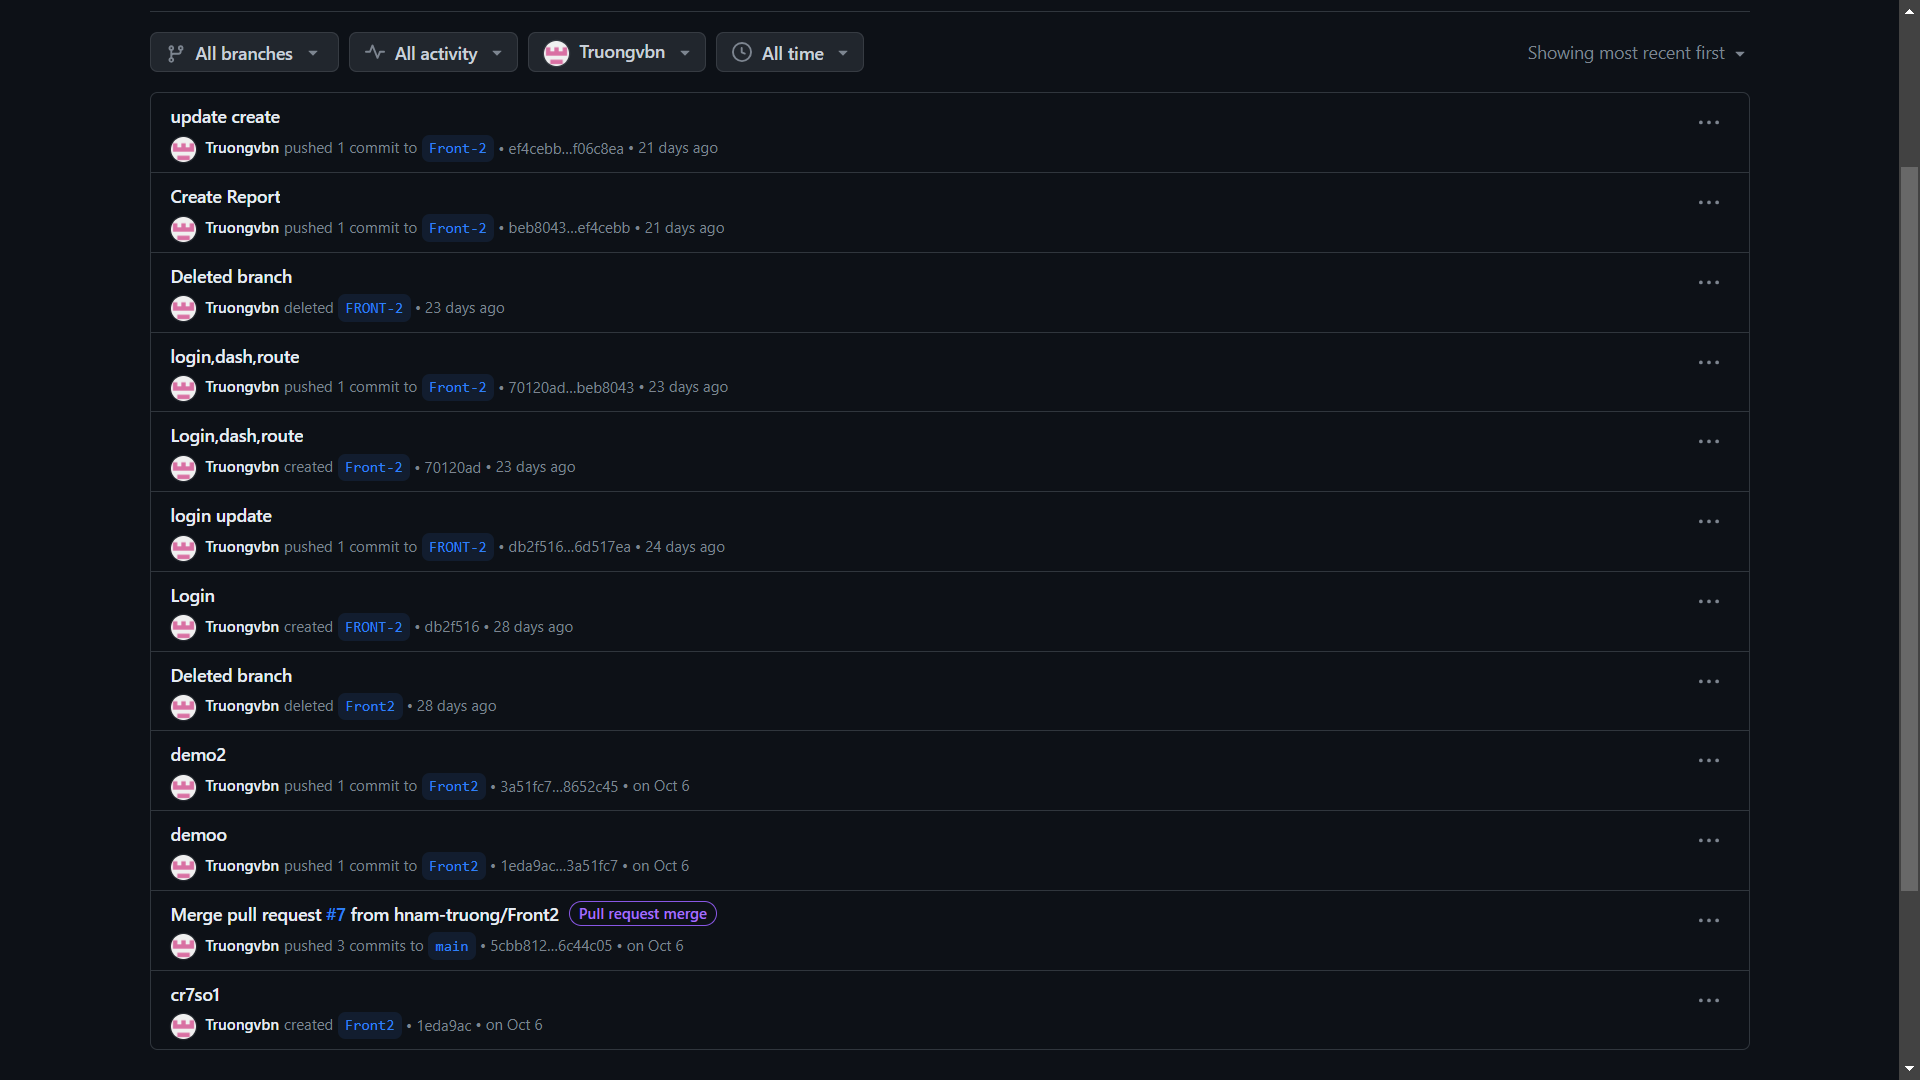 All branches All activity Truongvbn All time Showing most recent first
update create
Truongvbn pushed 1 commit to Front-2 • ef4cebb...f06c8ea • 21 days ago
Create Report
Truongvbn pushed 1 commit to Front-2 • beb8043...ef4cebb • 21 days ago
Deleted branch
Truongvbn deleted FRONT-2 • 23 days ago
login,dash,route
Truongvbn pushed 1 commit to Front-2 • 70120ad...beb8043 • 23 days ago
Login,dash,route
Truongvbn created Front-2 • 70120ad • 23 days ago
login update
Truongvbn pushed 1 commit to FRONT-2 • db2f516...6d517ea • 24 days ago
Login
Truongvbn created FRONT-2 • db2f516 • 28 days ago
Deleted branch
Truongvbn deleted Front2 • 28 days ago
demo2
Truongvbn pushed 1 commit to Front2 • 3a51fc7...8652c45 • on Oct 6
demoo
Truongvbn pushed 1 commit to Front2 • 1eda9ac...3a51fc7 • on Oct 6
Merge pull request #7 from hnam-truong/Front2 Pull request merge
Truongvbn pushed 3 commits to main • 5cbb812...6c44c05 • on Oct 6
cr7so1
Truongvbn created Front2 • 1eda9ac • on Oct 6